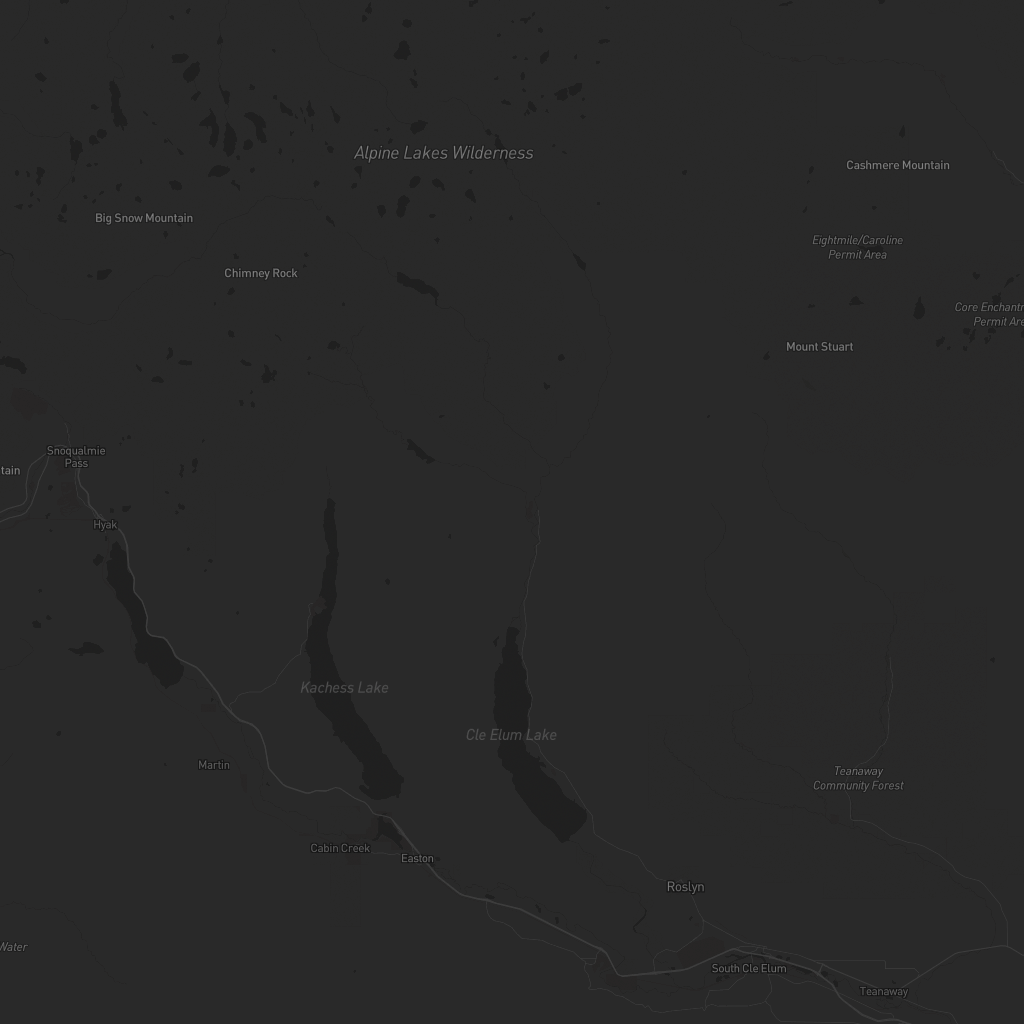 Alpine Lakes Wilderness
Cashmere Mountain
Big Snow Mountain
Eightmile/Caroline
Permit Area
Chimney Rock
Core Enchantm
Permit Are
Mount Stuart
Snoqualmie
Pass
tain
Hyak
Kachess Lake
Cle Elum Lake
Martin
Teanaway
Community Forest
Cabin Creek
Easton
Roslyn
Water
South Cle Elum
Teanaway